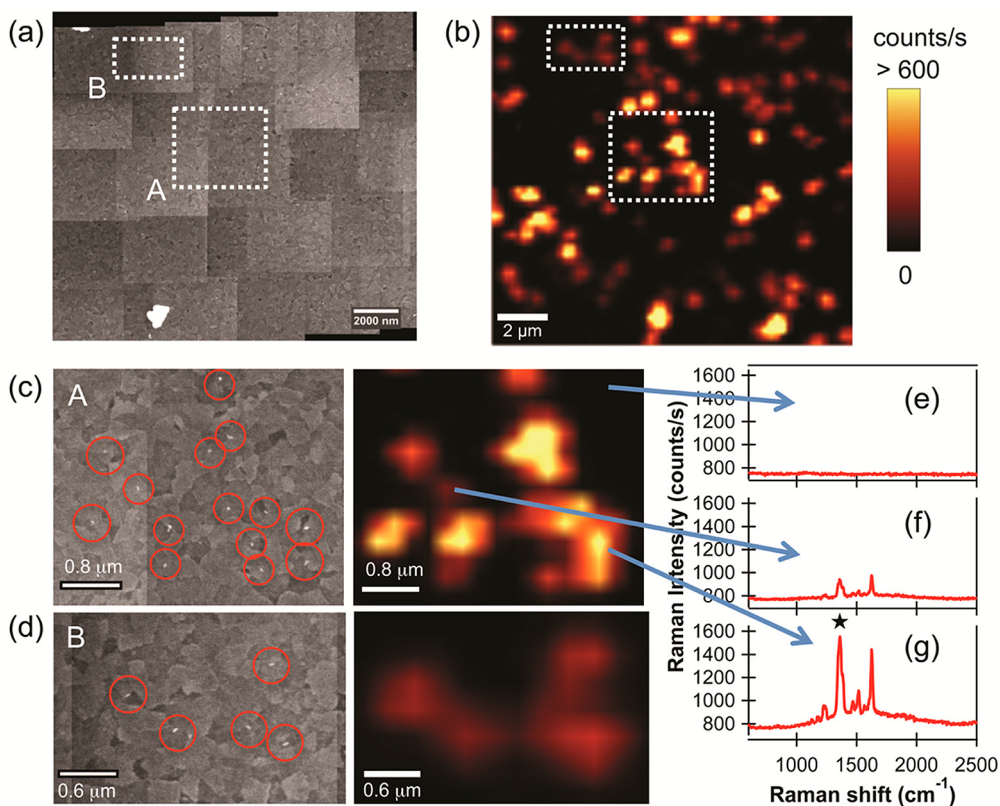 (a)
B
A
2000 nm
(b)
2 μm
counts/s
> 600
0
(c)
A
0.8 μm
0.8 μm
(d)
B
0.6 μm
0.6 μm
Raman Intensity (counts/s)
1600
1400
1200
1000
800
(e)
1600
1400
1200
1000
800
(f)
1600
1400
1200
1000
800
★
(g)
1000
1500
2000
2500
Raman shift (cm⁻¹)